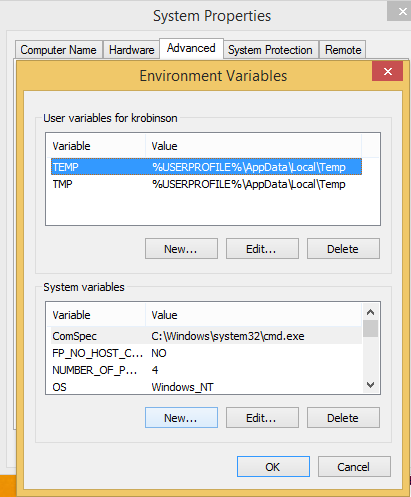 System Properties
Computer Name Hardware Advanced System Protection Remote
Environment Variables
User variables for krobinson
Variable Value
TEMP %USERPROFILE%\AppData\Local\Temp
TMP %USERPROFILE%\AppData\Local\Temp
New... Edit... Delete
System variables
Variable Value
ComSpec C:\Windows\system32\cmd.exe
FP_NO_HOST_C... NO
NUMBER_OF_P... 4
OS Windows_NT
New... Edit... Delete
OK Cancel